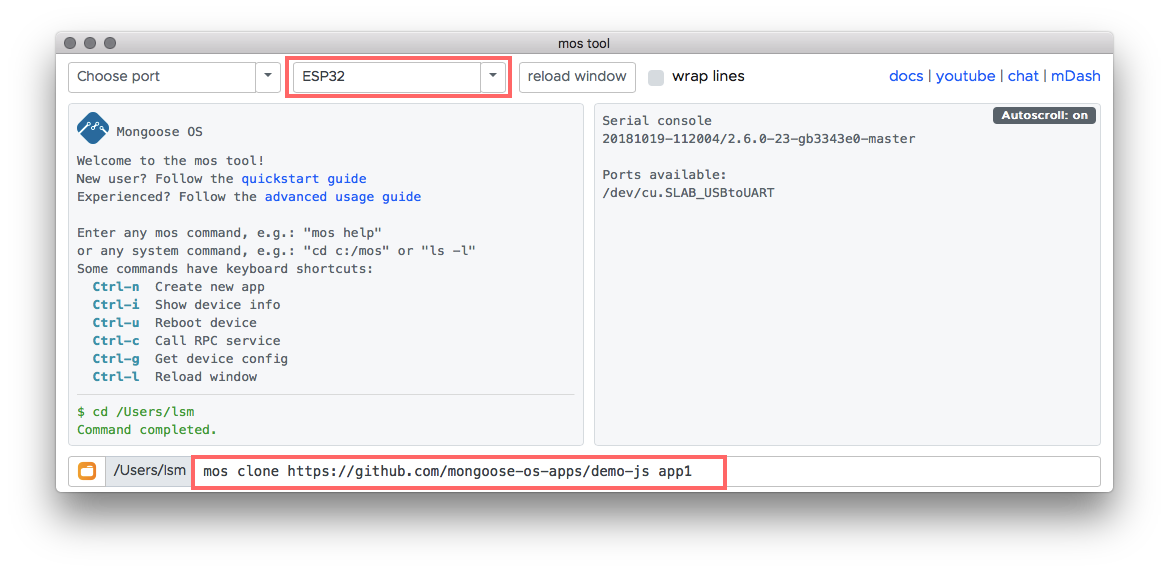 mos tool
Choose port ESP32 reload window wrap lines docs | youtube | chat | mDash
Mongoose OS
Welcome to the mos tool!
New user? Follow the quickstart guide
Experienced? Follow the advanced usage guide
Enter any mos command, e.g.: "mos help"
or any system command, e.g.: "cd c:/mos" or "ls -l"
Some commands have keyboard shortcuts:
Ctrl-n Create new app
Ctrl-i Show device info
Ctrl-u Reboot device
Ctrl-c Call RPC service
Ctrl-g Get device config
Ctrl-l Reload window
$ cd /Users/lsm
Command completed.
Autoscroll: on
Serial console
20181019-112004/2.6.0-23-gb3343e0-master
Ports available:
/dev/cu.SLAB_USBtoUART
/Users/lsm mos clone https://github.com/mongoose-os-apps/demo-js app1